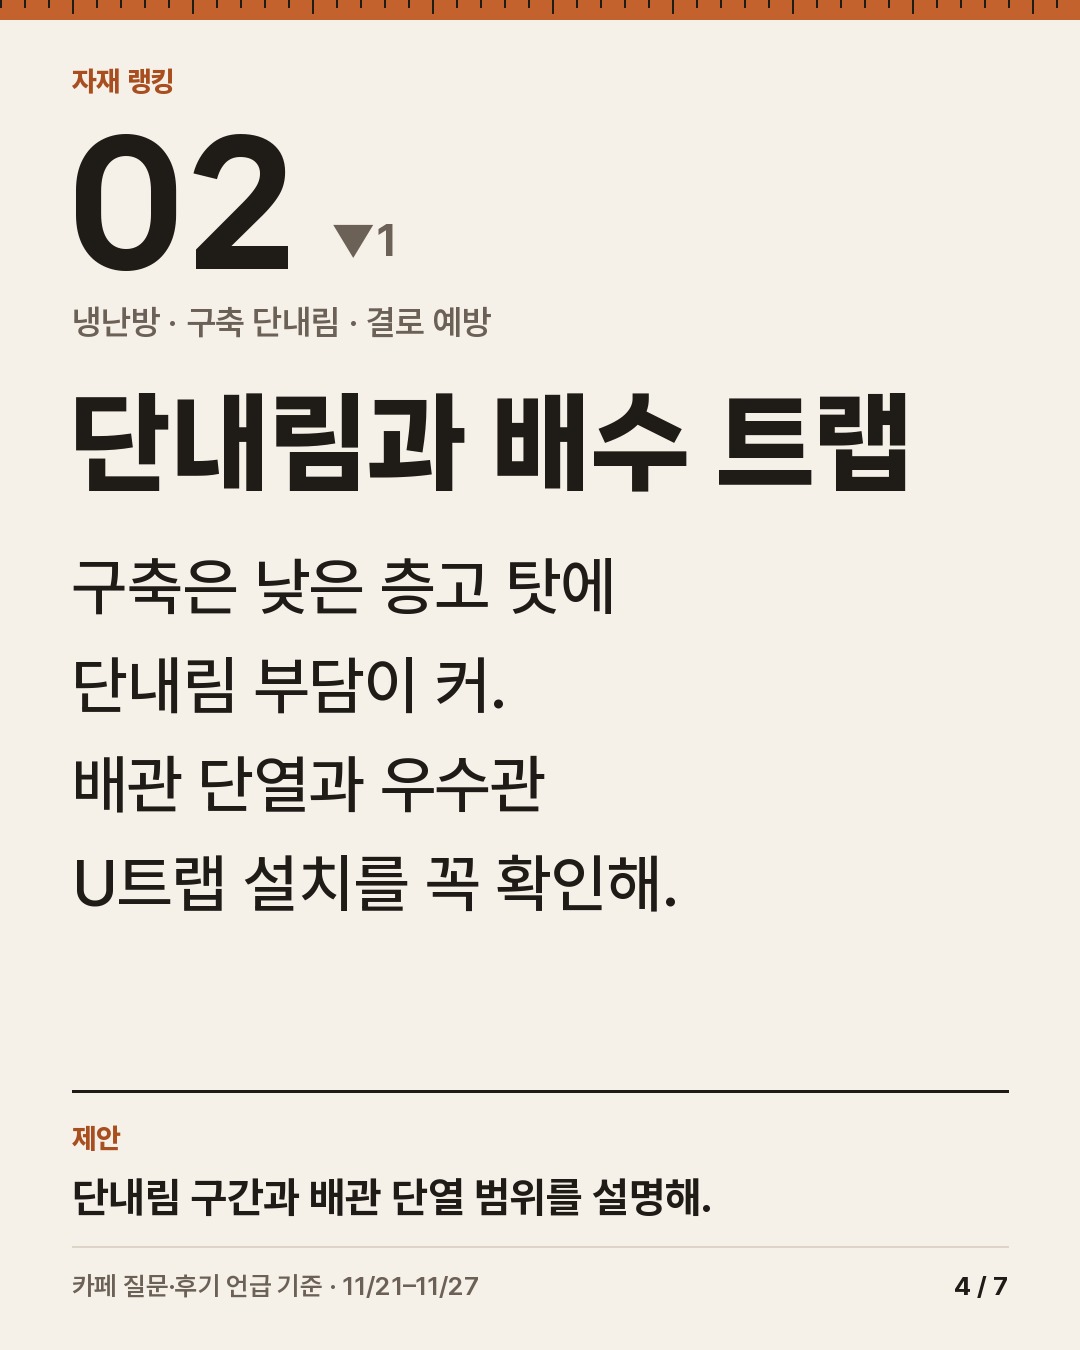 자재 랭킹
02 ▼1
냉난방 · 구축 단내림 · 결로 예방
단내림과 배수 트랩
구축은 낮은 층고 탓에
단내림 부담이 커.
배관 단열과 우수관
U트랩 설치를 꼭 확인해.
제안
단내림 구간과 배관 단열 범위를 설명해.
카페 질문·후기 언급 기준 · 11/21–11/27
4 / 7